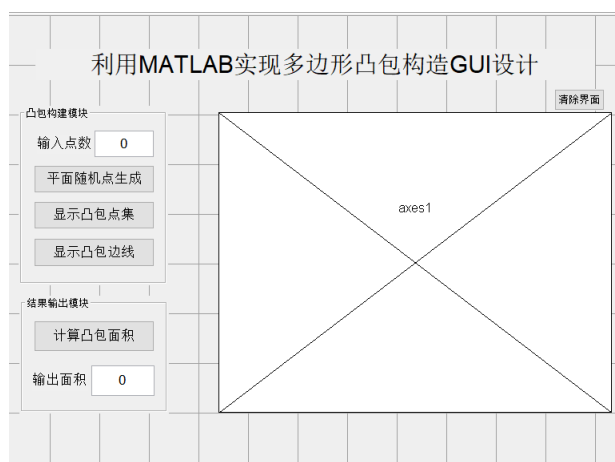 利用MATLAB实现多边形凸包构造GUI设计
清除界面
凸包构建模块
输入点数 0
平面随机点生成
显示凸包点集
显示凸包边线
axes1
结果输出模块
计算凸包面积
输出面积 0